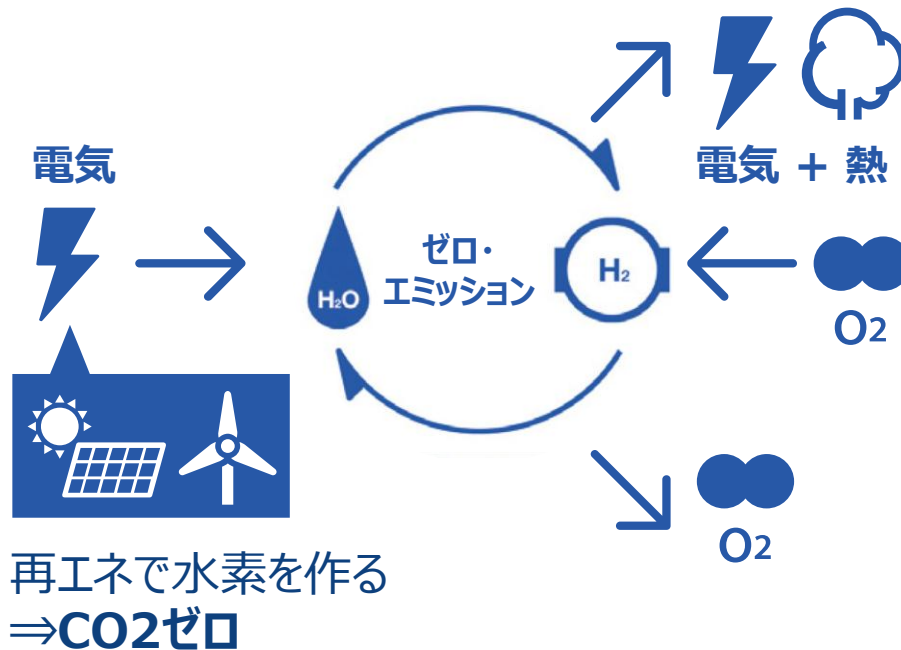 電気
電気 + 熱
ゼロ・
エミッション
H₂O
H₂
O2
O2
再エネで水素を作る
⇒CO2ゼロ